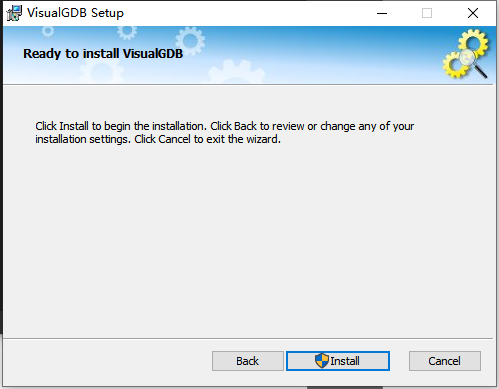 VisualGDB Setup
Ready to install VisualGDB
Click Install to begin the installation. Click Back to review or change any of your
installation settings. Click Cancel to exit the wizard.
Back
Install
Cancel